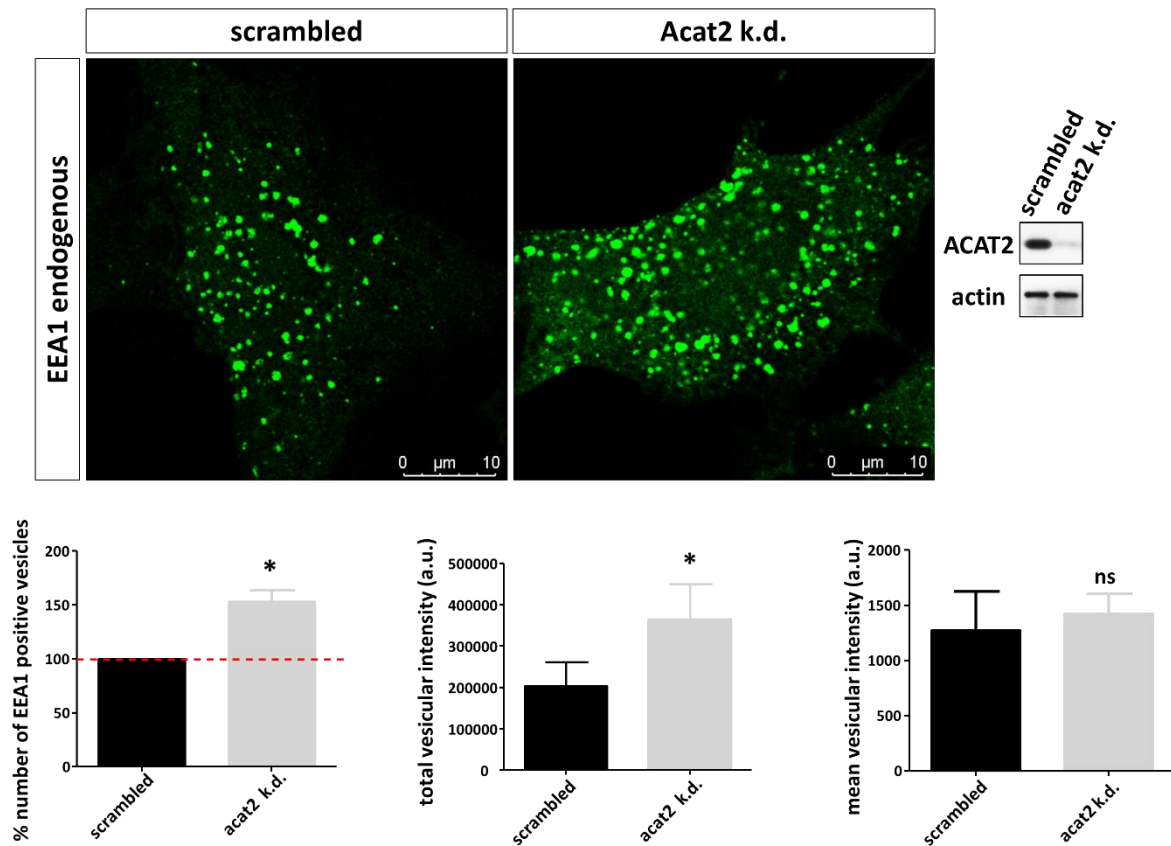 scrambled
Acat2 k.d.
EEA1 endogenous
0 µm 10
0 µm 10
scrambled
acat2 k.d.
ACAT2
actin
% number of EEA1 positive vesicles
200
150
100
50
0
*
scrambled
acat2 k.d.
total vesicular intensity (a.u.)
500000
400000
300000
200000
100000
0
*
scrambled
acat2 k.d.
mean vesicular intensity (a.u.)
2000
1500
1000
500
0
ns
scrambled
acat2 k.d.